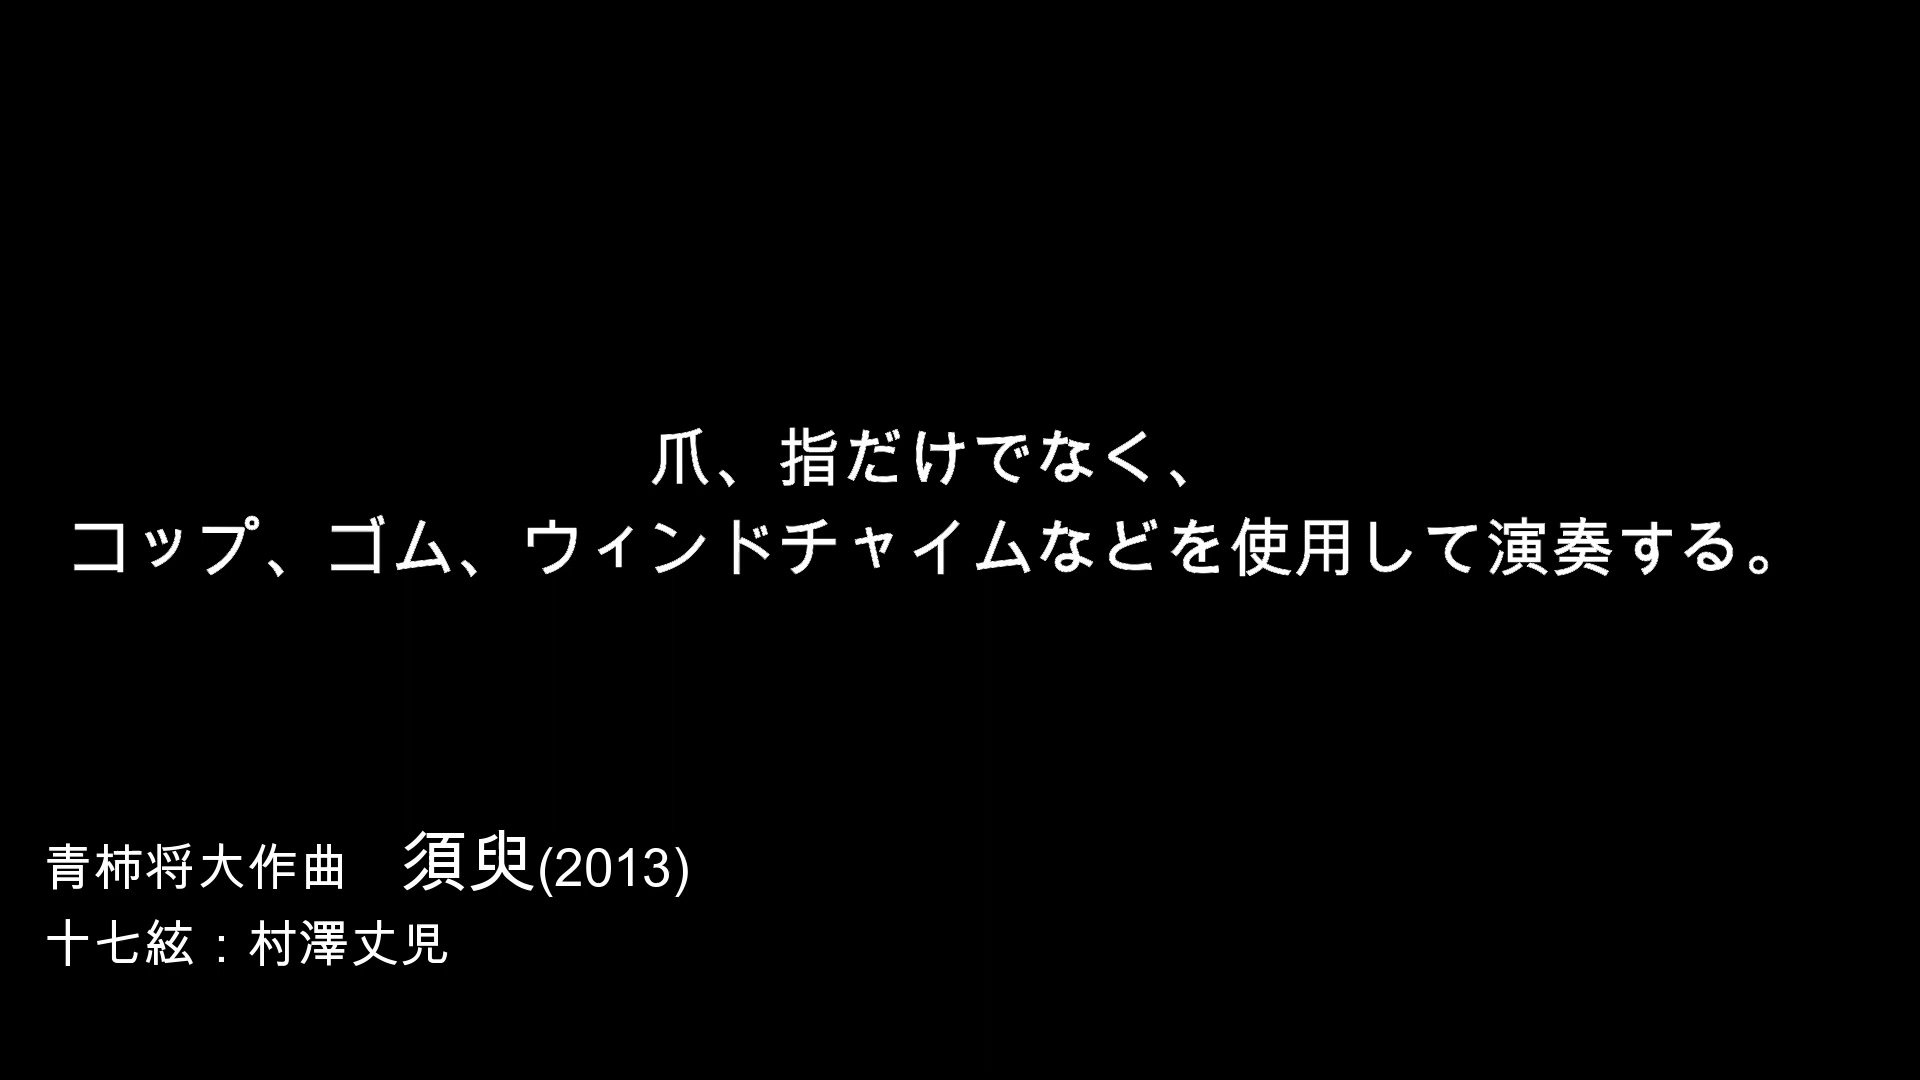 爪、指だけでなく、
コップ、ゴム、ウィンドチャイムなどを使用して演奏する。
青柿将大作曲　須臾(2013)
十七絃：村澤丈児